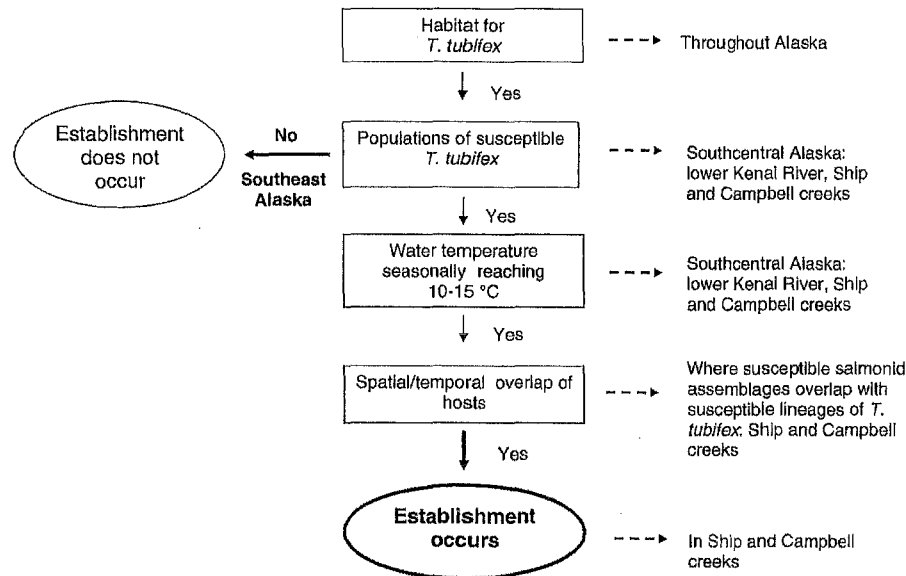 Habitat for
T. tubifex
Throughout Alaska
Yes
Establishment
does not
occur
No
Southeast
Alaska
Populations of susceptible
T. tubifex
Southcentral Alaska:
lower Kenai River, Ship
and Campbell creeks
Yes
Water temperature
seasonally reaching
10-15 °C
Southcentral Alaska:
lower Kenai River, Ship
and Campbell creeks
Yes
Spatial/temporal overlap of
hosts
Where susceptible salmonid
assemblages overlap with
susceptible lineages of T.
tubifex. Ship and Campbell
creeks
Yes
Establishment
occurs
In Ship and Campbell
creeks